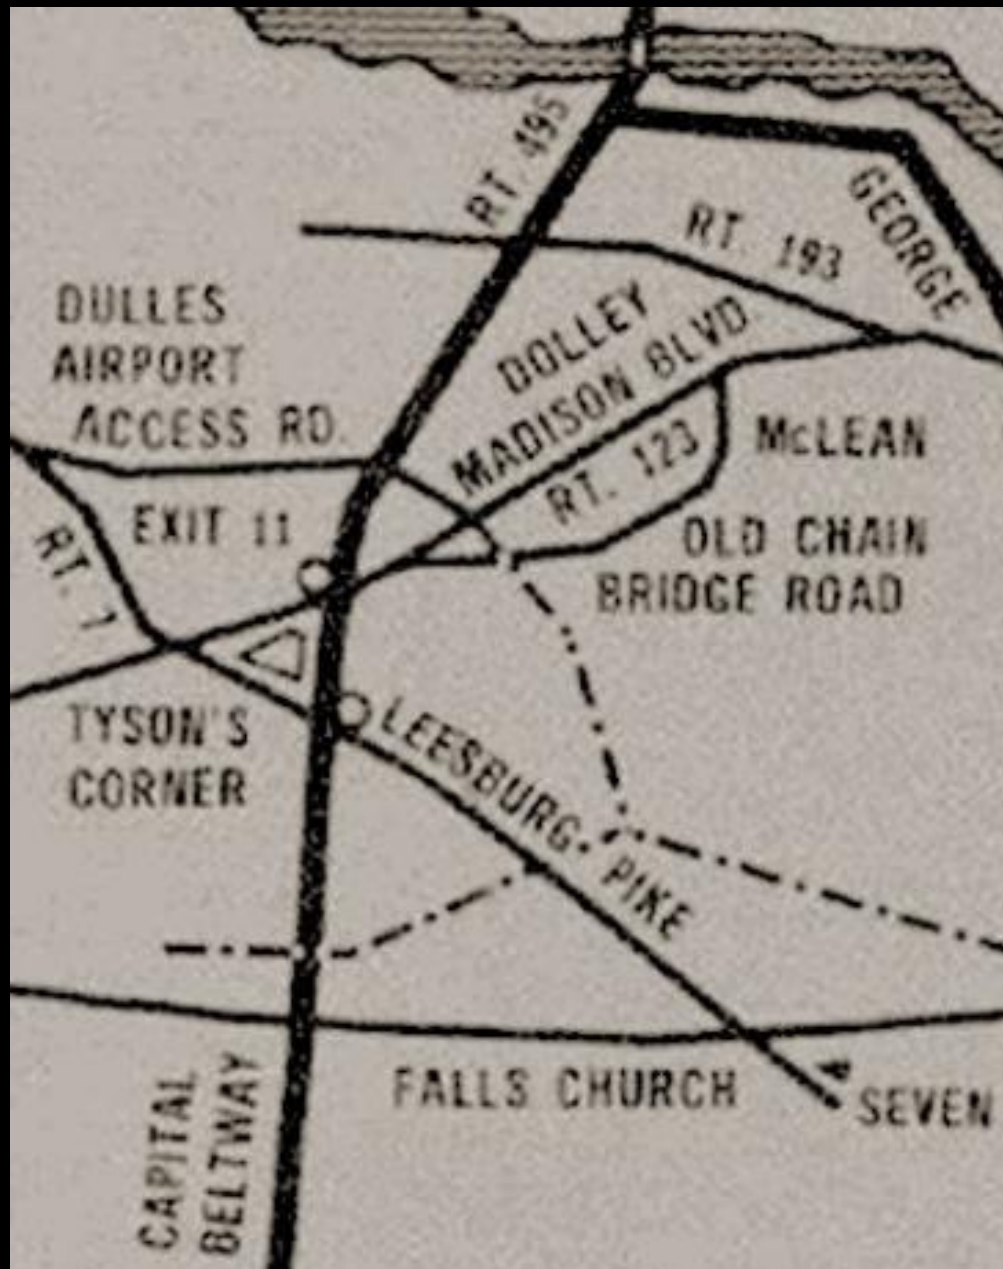 RT. 495
GEORGE
RT. 193
DULLES
AIRPORT
ACCESS RD.
DOLLEY
MADISON BLVD
RT. 123
McLEAN
EXIT 11
RT. 7
OLD CHAIN
BRIDGE ROAD
TYSON'S
CORNER
LEESBURG. PIKE
FALLS CHURCH
SEVEN
CAPITAL
BELTWAY